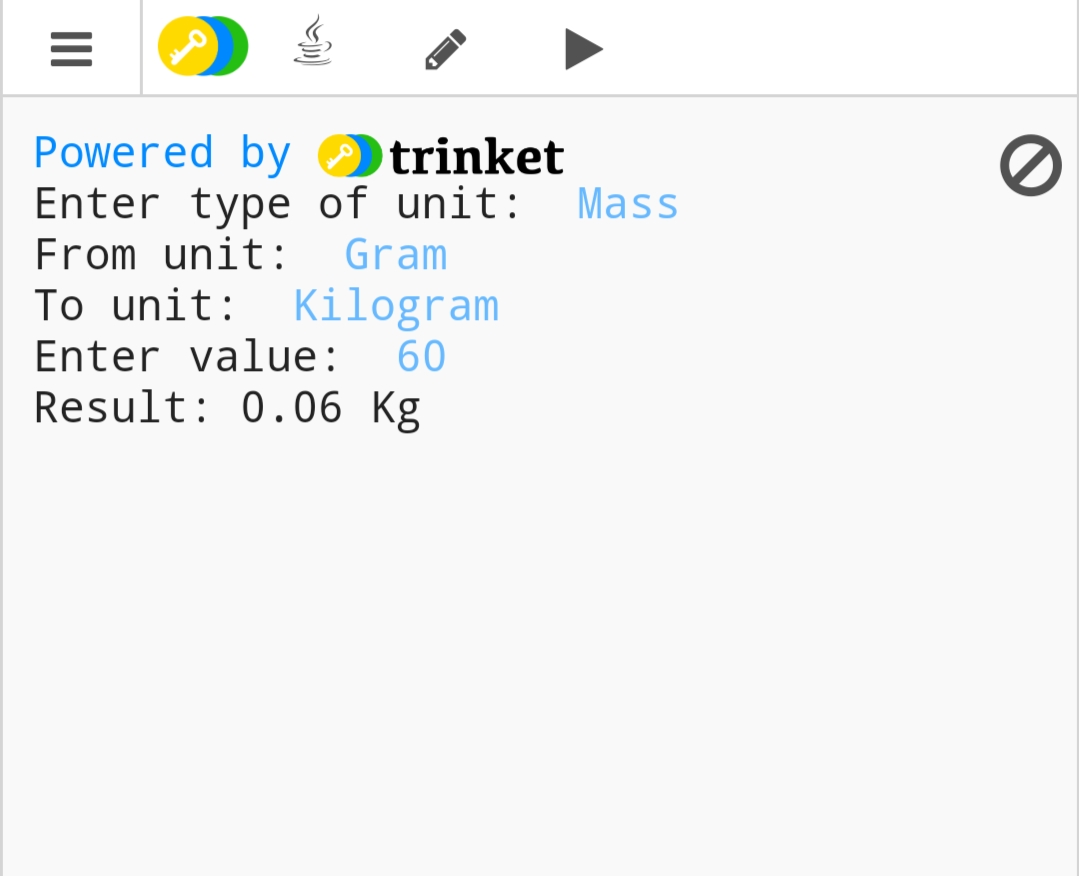 Powered by trinket
Enter type of unit:  Mass
From unit:  Gram
To unit:  Kilogram
Enter value:  60
Result: 0.06 Kg